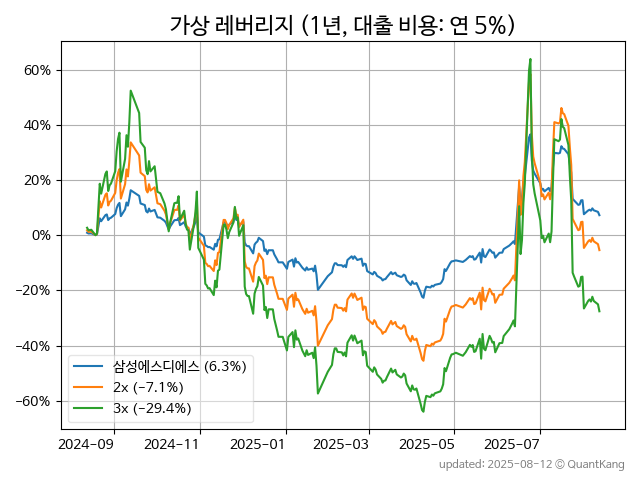 가상 레버리지 (1년, 대출 비용: 연 5%)
60%
40%
20%
0%
−20%
−40%
−60%
삼성에스디에스 (6.3%)
2x (−7.1%)
3x (−29.4%)
2024-09 2024-11 2025-01 2025-03 2025-05 2025-07
updated: 2025-08-12 © QuantKang